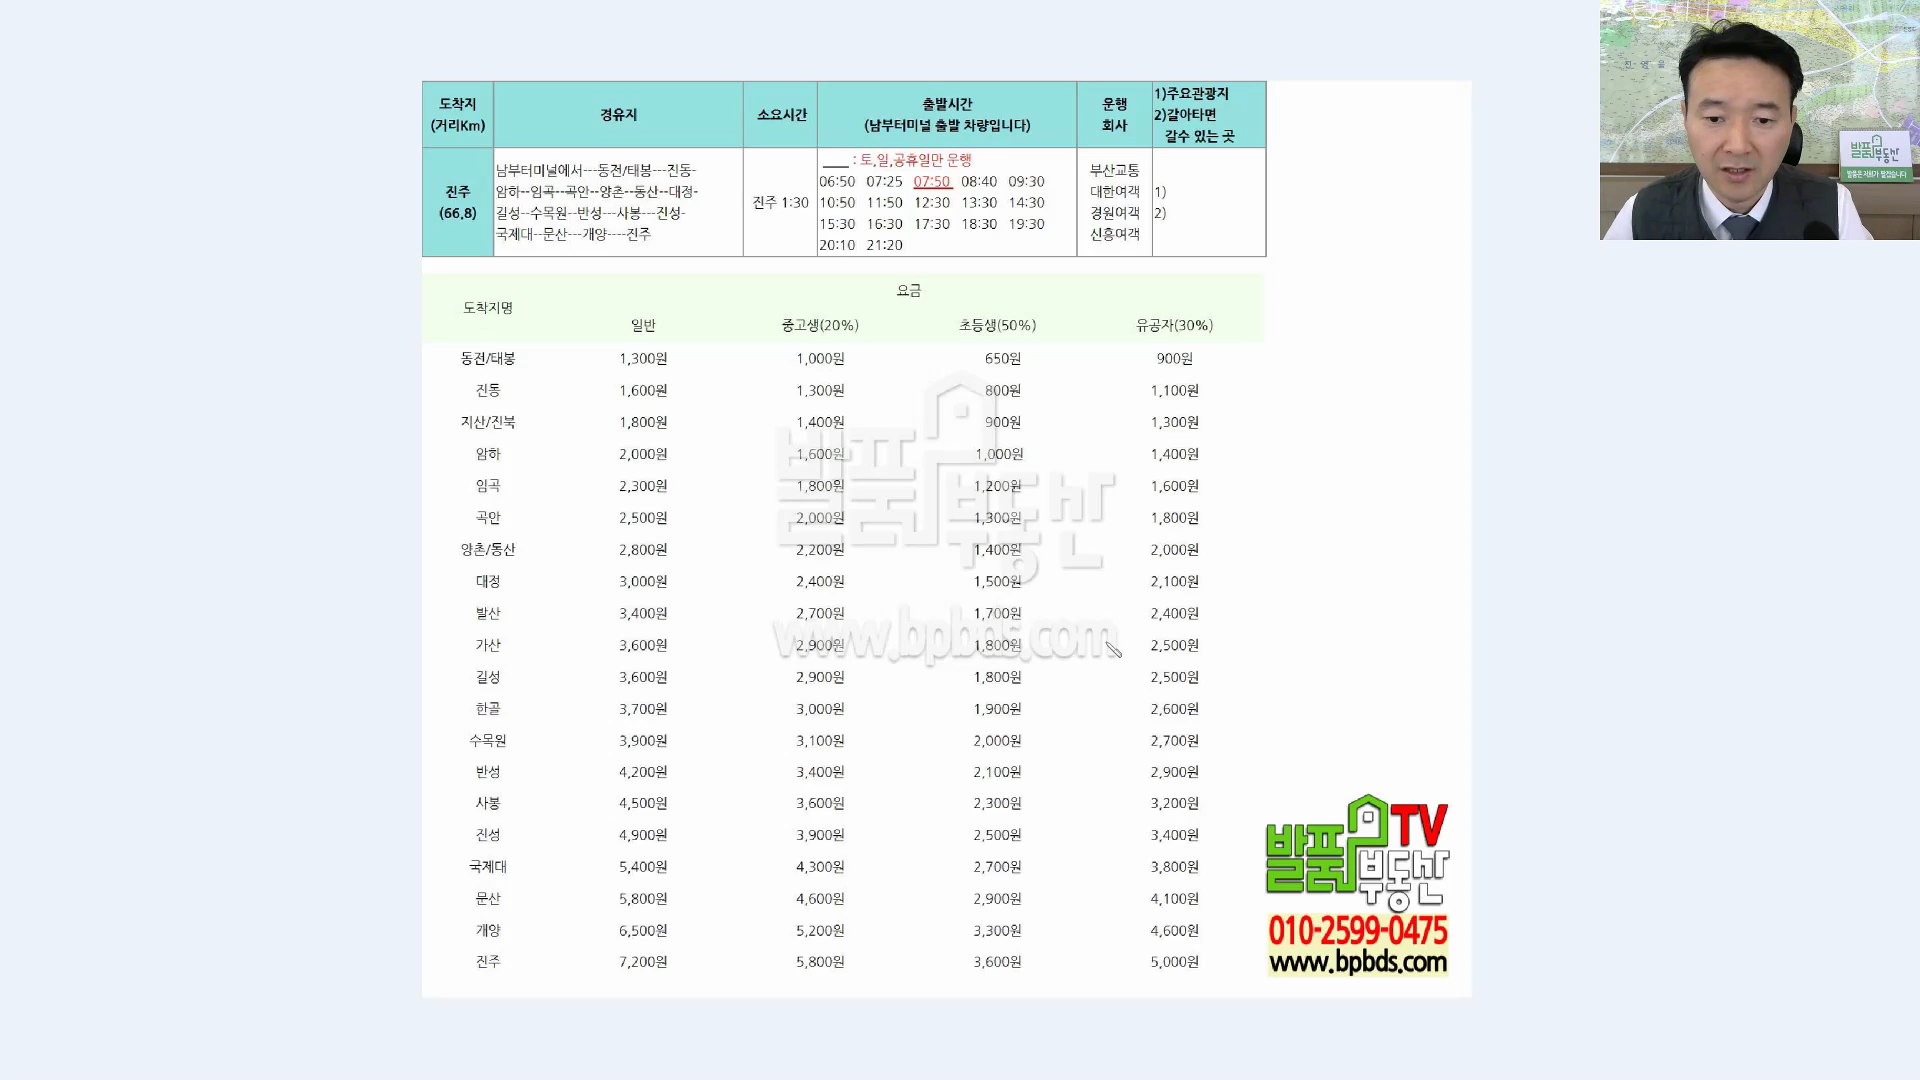 도착지
(거리Km)
경유지
소요시간
출발시간
(남부터미널 출발 차량입니다)
운행
회사
1)주요관광지
2)갈아타면
갈수 있는 곳
진주
(66.8)
남부터미널에서---동전/태봉---진동-
암하--임곡--곡안--양촌--동산--대정-
길성--수목원--반성---사봉---진성-
국제대--문산---개양----진주
진주 1:30
___ : 토,일,공휴일만 운행
06:50 07:25 07:50 08:40 09:30
10:50 11:50 12:30 13:30 14:30
15:30 16:30 17:30 18:30 19:30
20:10 21:20
부산교통
대한여객
경원여객
신흥여객
1)
2)
도착지명
요금
일반 중고생(20%) 초등생(50%) 유공자(30%)
동전/태봉 1,300원 1,000원 650원 900원
진동 1,600원 1,300원 800원 1,100원
지산/진북 1,800원 1,400원 900원 1,300원
암하 2,000원 1,600원 1,000원 1,400원
임곡 2,300원 1,800원 1,200원 1,600원
곡안 2,500원 2,000원 1,300원 1,800원
양촌/동산 2,800원 2,200원 1,400원 2,000원
대정 3,000원 2,400원 1,500원 2,100원
발산 3,400원 2,700원 1,700원 2,400원
가산 3,600원 2,900원 1,800원 2,500원
길성 3,600원 2,900원 1,800원 2,500원
한골 3,700원 3,000원 1,900원 2,600원
수목원 3,900원 3,100원 2,000원 2,700원
반성 4,200원 3,400원 2,100원 2,900원
사봉 4,500원 3,600원 2,300원 3,200원
진성 4,900원 3,900원 2,500원 3,400원
국제대 5,400원 4,300원 2,700원 3,800원
문산 5,800원 4,600원 2,900원 4,100원
개양 6,500원 5,200원 3,300원 4,600원
진주 7,200원 5,800원 3,600원 5,000원
발품부동산
www.bpbds.com
발품부동산TV
010-2599-0475
www.bpbds.com
발품부동산